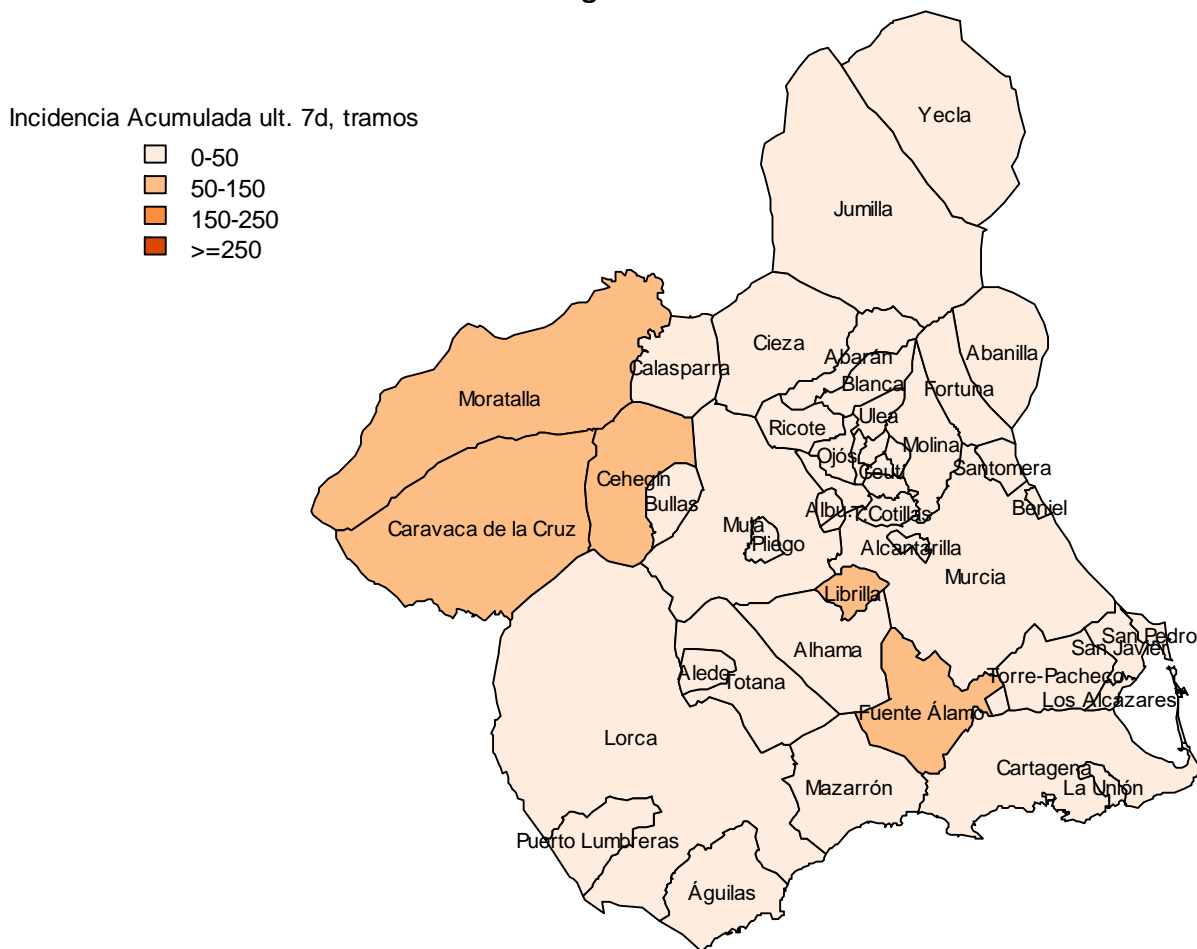 Incidencia Acumulada ult. 7d, tramos
0-50
50-150
150-250
>=250
Yecla
Jumilla
Cieza
Abarán
Abanilla
Calasparra
Blanca
Fortuna
Moratalla
Ulea
Ricote
Molina
Ojós
Ceutí
Santomera
Cehegín
Bullas
Albu.
T.Cotillas
Beniel
Caravaca de la Cruz
Mula
Pliego
Alcantarilla
Murcia
Librilla
San Pedro
San Javier
Alhama
Aledo
Totana
Torre-Pacheco
Los Alcázares
Fuente Álamo
Lorca
Cartagena
La Unión
Mazarrón
Puerto Lumbreras
Águilas